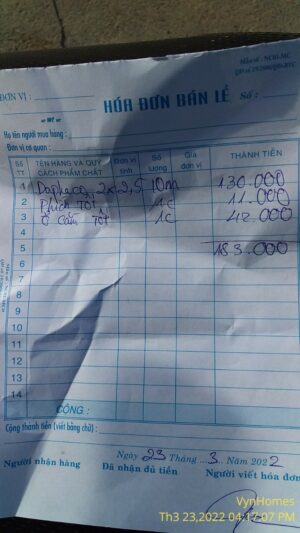 Mẫu số: NCBL-MC
ĐƠN VỊ :
HÓA ĐƠN BÁN LẺ
Số :
Họ tên người mua hàng :
Đơn vị cơ quan :
SỐ TT TÊN HÀNG VÀ QUY CÁCH PHẨM CHẤT Đơn vị tính Số lượng Giá đơn vị THÀNH TIỀN
1 Daphaco 2x2,5 10m 130.000
2 Phích Tốt 1c 11.000
3 Ổ Cắm Tốt 1c 42.000
4
5 183.000
6
7
8
9
10
11
12
13
14
CỘNG :
Cộng thành tiền (viết bằng chữ) :
Ngày 23 Tháng 3 Năm 2022
Người nhận hàng Đã nhận đủ tiền Người viết hóa đơn
VynHomes
Th3 23,2022 04:17:07 PM